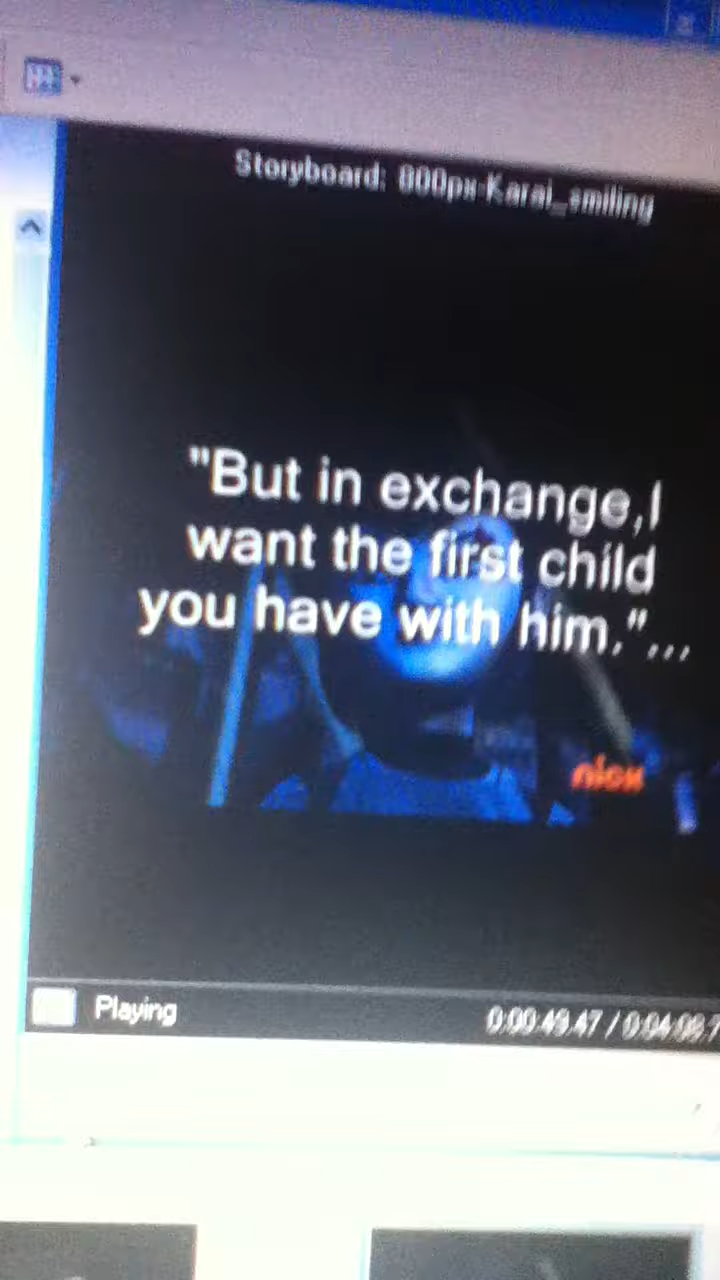 Storyboard: 800px-Karai_smiling
"But in exchange,I
want the first child
you have with him."...
nick
Playing
0:00:49.47 / 0:04:08.7